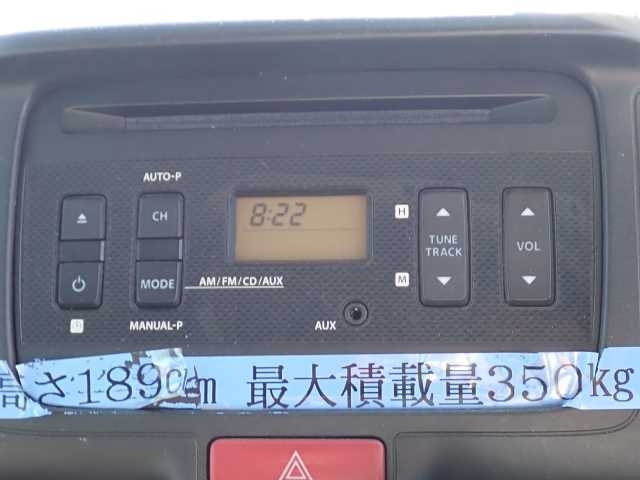 AUTO-P
CH
8:22
H
TUNE
TRACK
VOL
MODE
AM/FM/CD/AUX
M
MANUAL-P
AUX
高さ189cm 最大積載量350kg